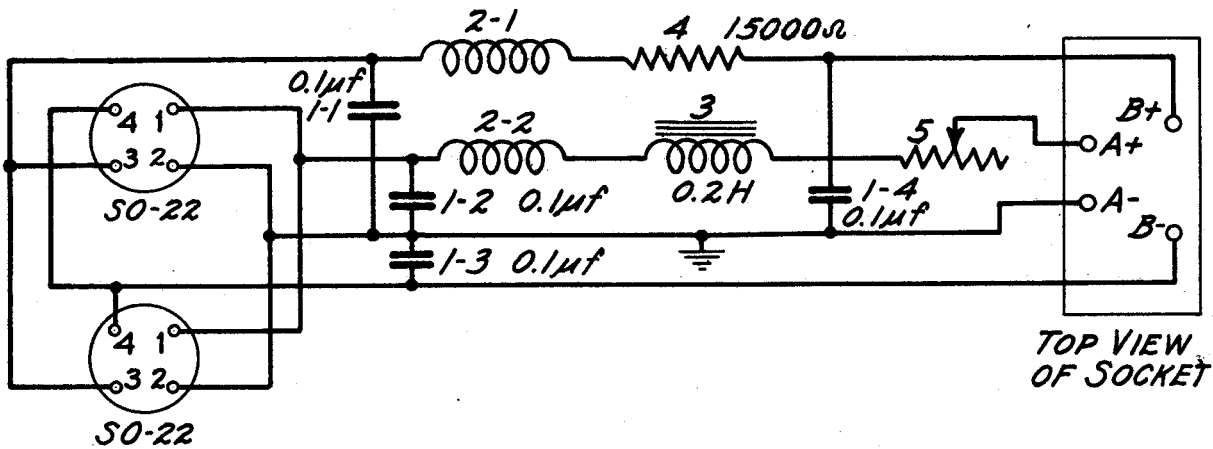 2-1
4 15000Ω
0.1μf
1-1
4 1
3 2
SO-22
2-2
3
0.2H
1-2 0.1μf
1-3 0.1μf
5
1-4
0.1μf
B+
A+
A-
B-
4 1
3 2
SO-22
TOP VIEW
OF SOCKET